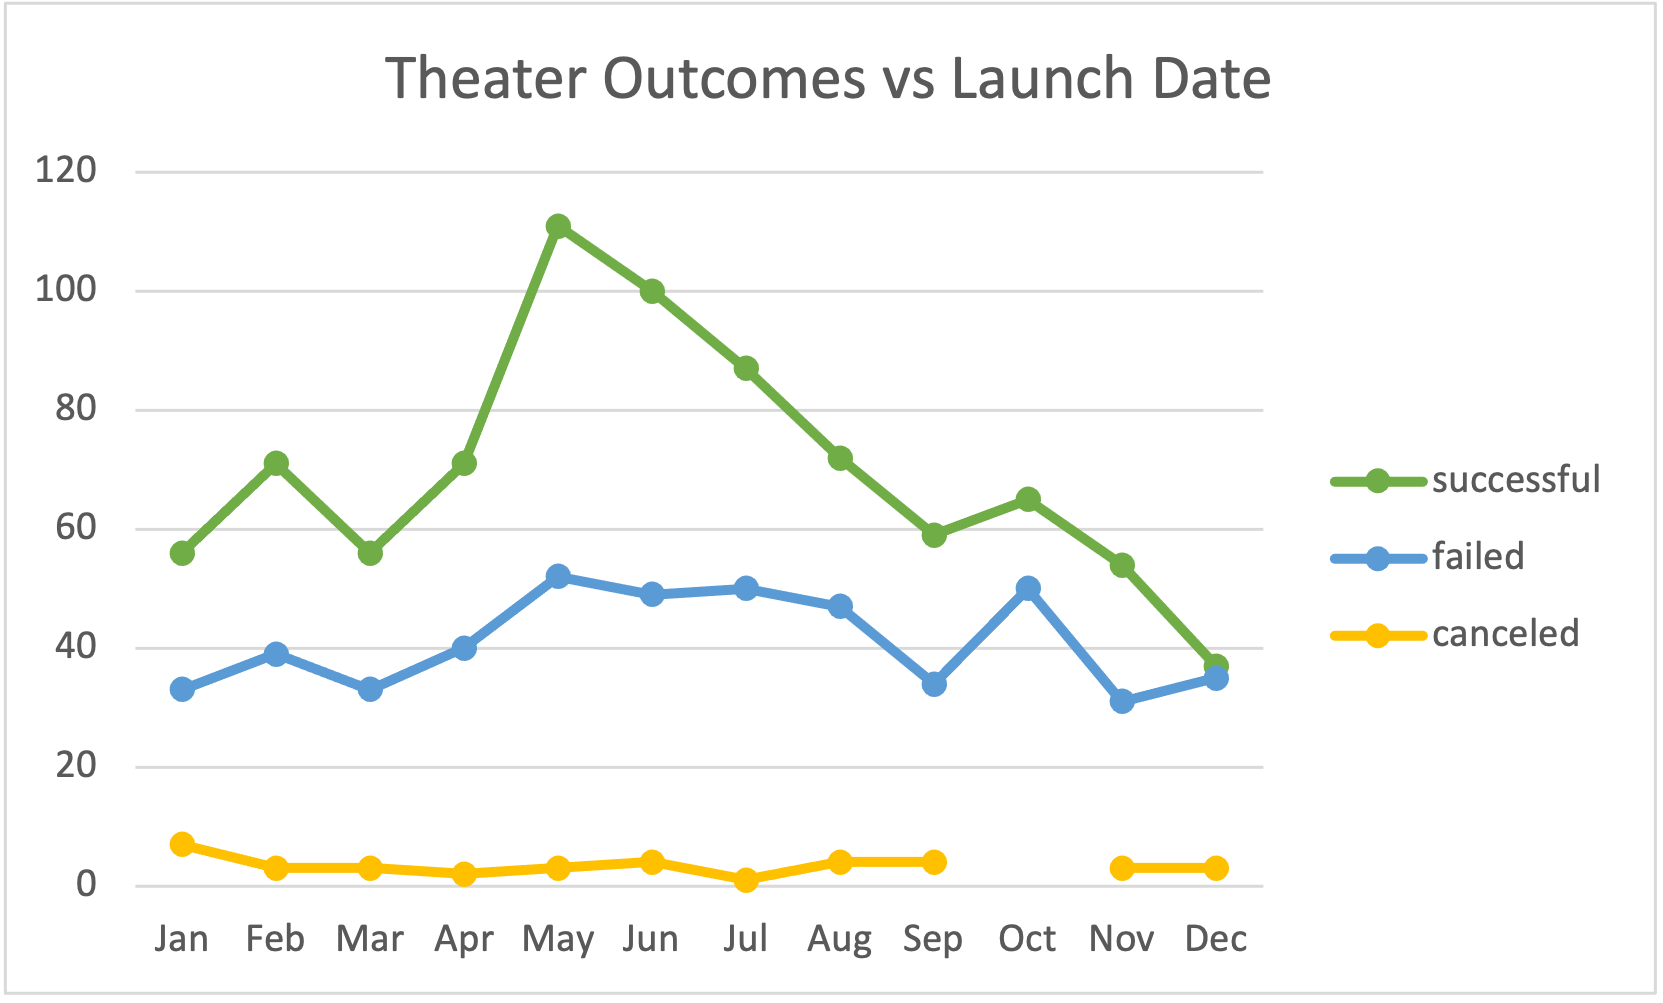 Theater Outcomes vs Launch Date
120
100
80
60
40
20
0
Jan Feb Mar Apr May Jun Jul Aug Sep Oct Nov Dec
successful
failed
canceled